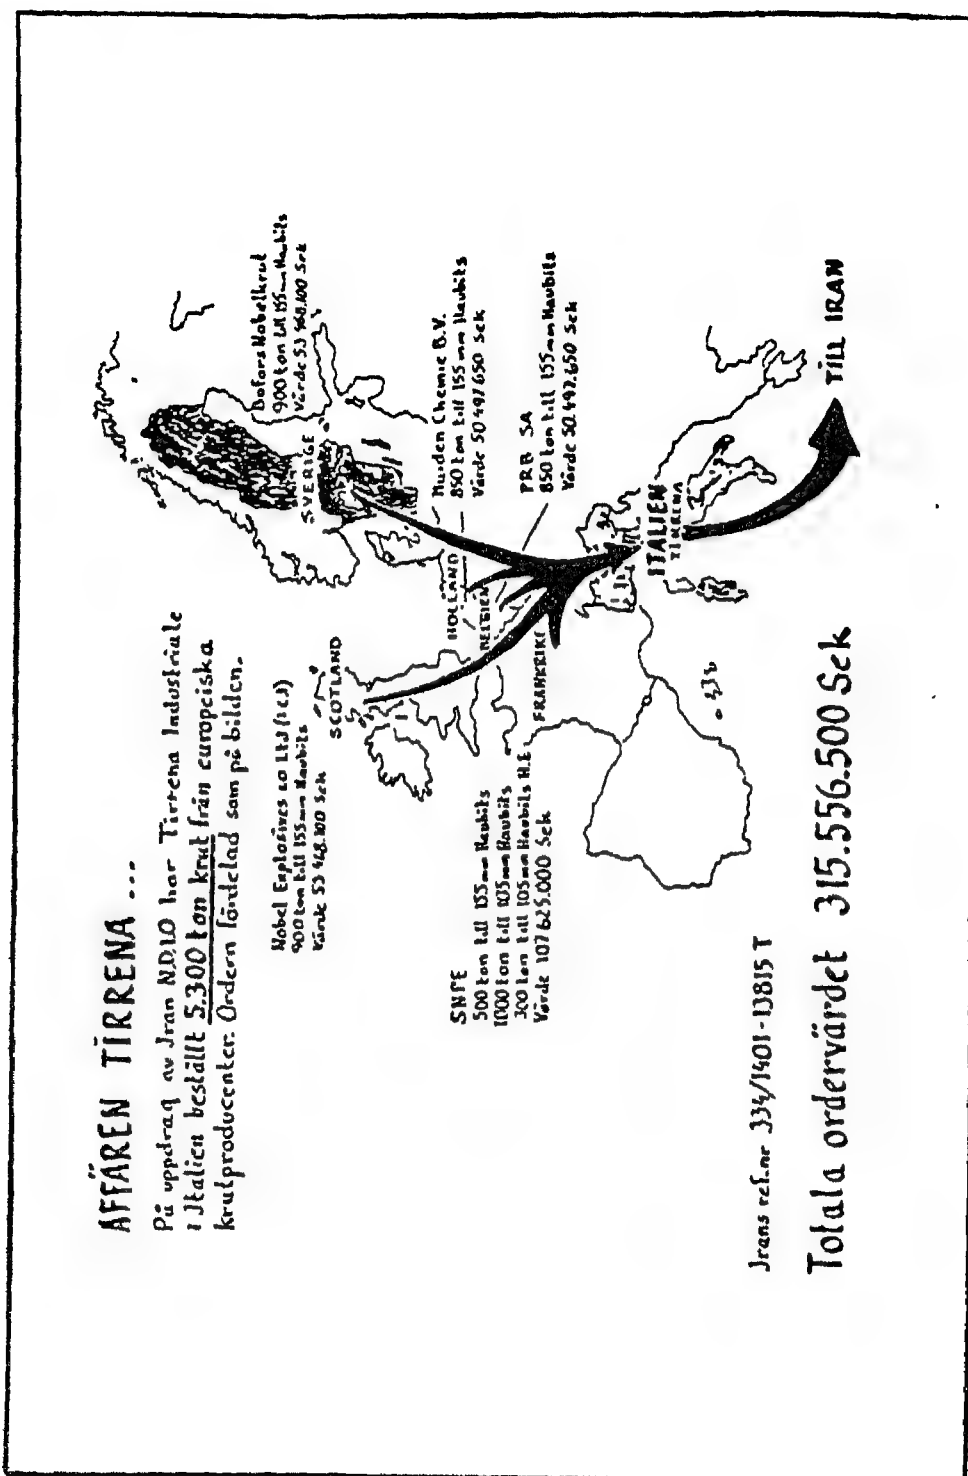 AFFÄREN TIRRENA ...
På uppdrag av Jran N.D.I.O har Tirrena Industriale
i Jtalien beställt 5.300 ton krut från europeiska
krutproducenter. Ordern fördelad som på bilden.
Bofors Nobelkrut
900 ton till 155mm Haubits
Värde 53 468.100 Sek
SVERIGE
Nobel Explosives co Ltd (ICJ)
900 ton till 155mm Haubits
Värde 53 468.100 Sek
SCOTLAND
Muiden Chemie B.V.
850 ton till 155mm Haubits
Värde 50 497 650 Sek
HOLLAND
BELGIEN
PRB SA
850 ton till 155mm Haubits
Värde 50.497.650 Sek
SNPE
500 ton till 155mm Haubits
1000 ton till 105mm Haubits
300 ton till 105mm Haubits H.E
Värde 107 625.000 Sek
FRANKRIKE
ITALIEN
TIRRENA
TILL IRAN
Jrans ref.nr 334/1401-13815 T
Totala ordervärdet 315.556.500 Sek